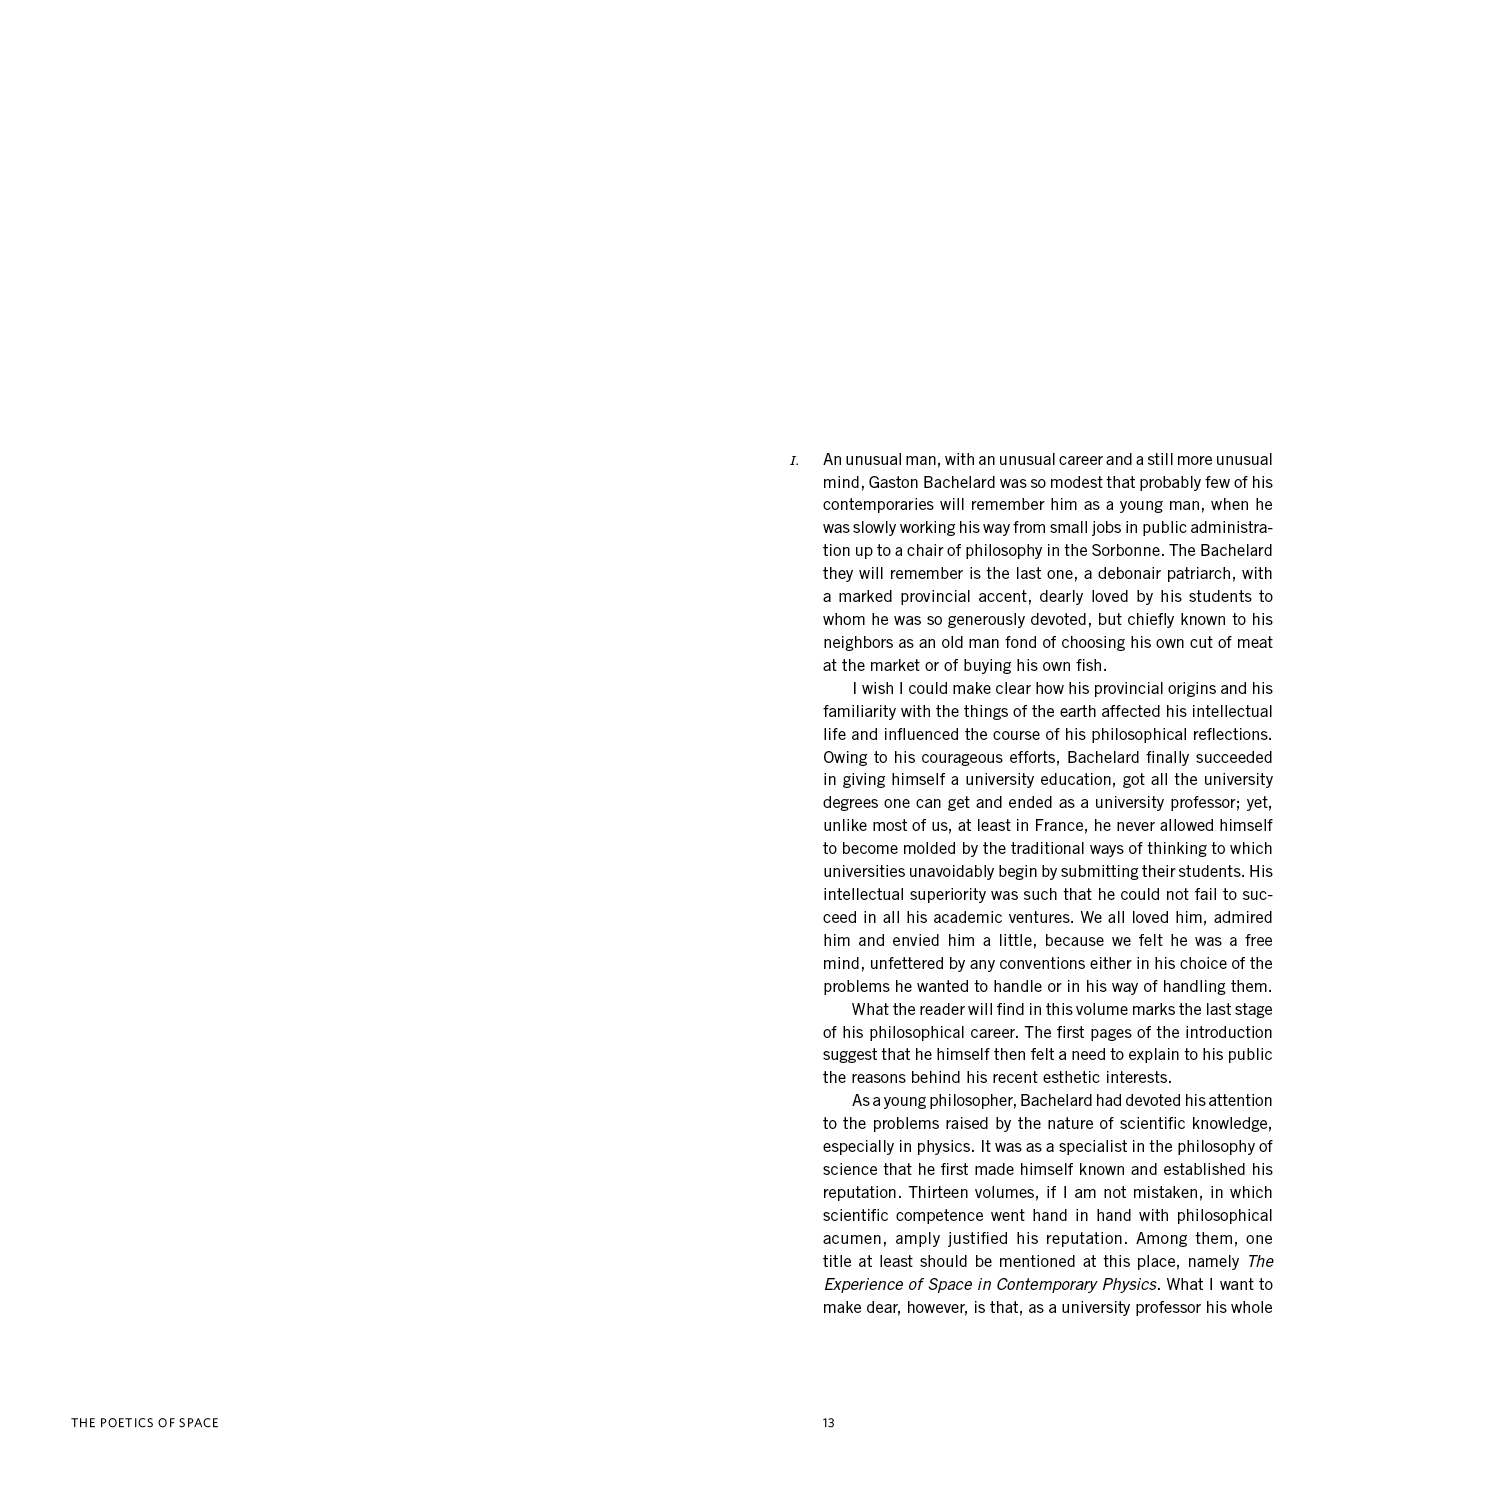 I. An unusual man, with an unusual career and a still more unusual
mind, Gaston Bachelard was so modest that probably few of his
contemporaries will remember him as a young man, when he
was slowly working his way from small jobs in public administra-
tion up to a chair of philosophy in the Sorbonne. The Bachelard
they will remember is the last one, a debonair patriarch, with
a marked provincial accent, dearly loved by his students to
whom he was so generously devoted, but chiefly known to his
neighbors as an old man fond of choosing his own cut of meat
at the market or of buying his own fish.
I wish I could make clear how his provincial origins and his
familiarity with the things of the earth affected his intellectual
life and influenced the course of his philosophical reflections.
Owing to his courageous efforts, Bachelard finally succeeded
in giving himself a university education, got all the university
degrees one can get and ended as a university professor; yet,
unlike most of us, at least in France, he never allowed himself
to become molded by the traditional ways of thinking to which
universities unavoidably begin by submitting their students. His
intellectual superiority was such that he could not fail to suc-
ceed in all his academic ventures. We all loved him, admired
him and envied him a little, because we felt he was a free
mind, unfettered by any conventions either in his choice of the
problems he wanted to handle or in his way of handling them.
What the reader will find in this volume marks the last stage
of his philosophical career. The first pages of the introduction
suggest that he himself then felt a need to explain to his public
the reasons behind his recent esthetic interests.
As a young philosopher, Bachelard had devoted his attention
to the problems raised by the nature of scientific knowledge,
especially in physics. It was as a specialist in the philosophy of
science that he first made himself known and established his
reputation. Thirteen volumes, if I am not mistaken, in which
scientific competence went hand in hand with philosophical
acumen, amply justified his reputation. Among them, one
title at least should be mentioned at this place, namely The
Experience of Space in Contemporary Physics. What I want to
make dear, however, is that, as a university professor his whole
THE POETICS OF SPACE
13